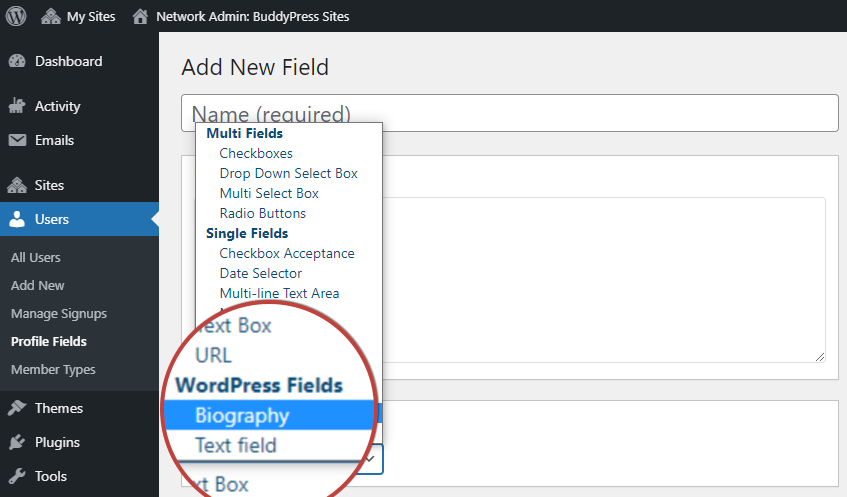 My Sites
Network Admin: BuddyPress Sites
Dashboard
Activity
Emails
Sites
Users
All Users
Add New
Manage Signups
Profile Fields
Member Types
Themes
Plugins
Tools
Add New Field
Name (required)
Multi Fields
Checkboxes
Drop Down Select Box
Multi Select Box
Radio Buttons
Single Fields
Checkbox Acceptance
Date Selector
Multi-line Text Area
Text Box
URL
WordPress Fields
Biography
Text field
Box